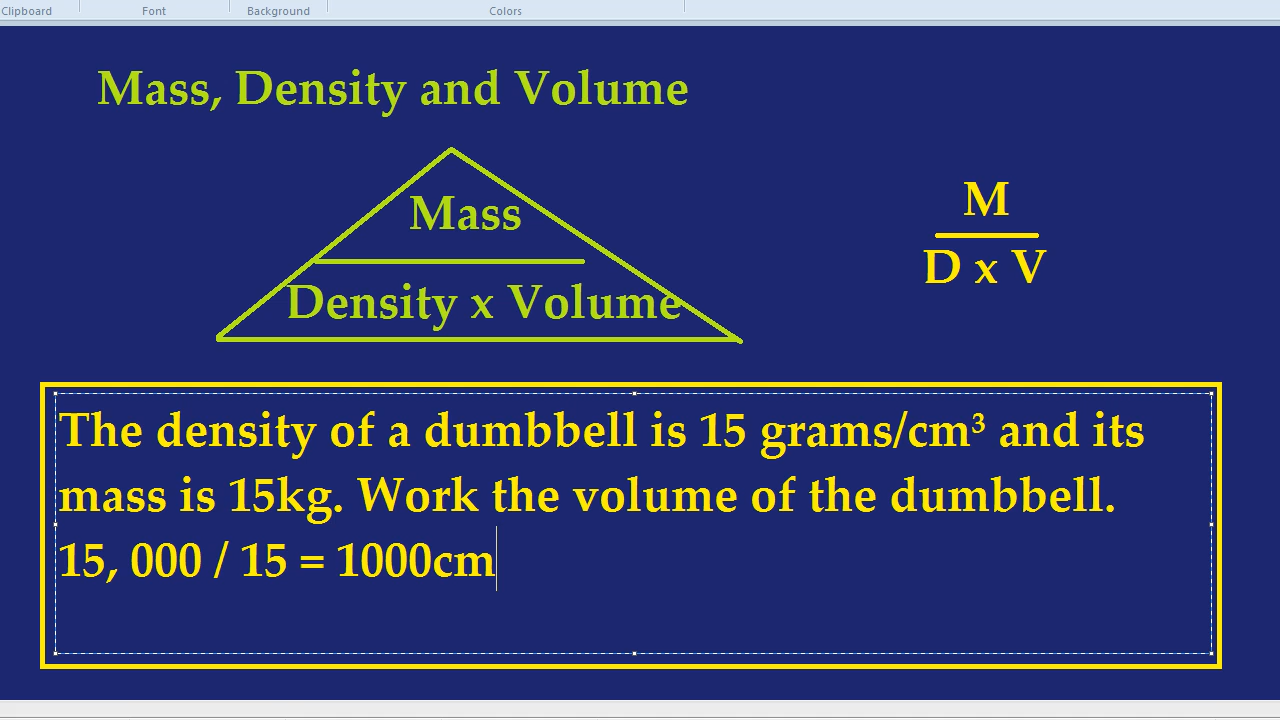 Clipboard Font Background Colors
Mass, Density and Volume
Mass
Density x Volume
M
D x V
The density of a dumbbell is 15 grams/cm³ and its
mass is 15kg. Work the volume of the dumbbell.
15, 000 / 15 = 1000cm